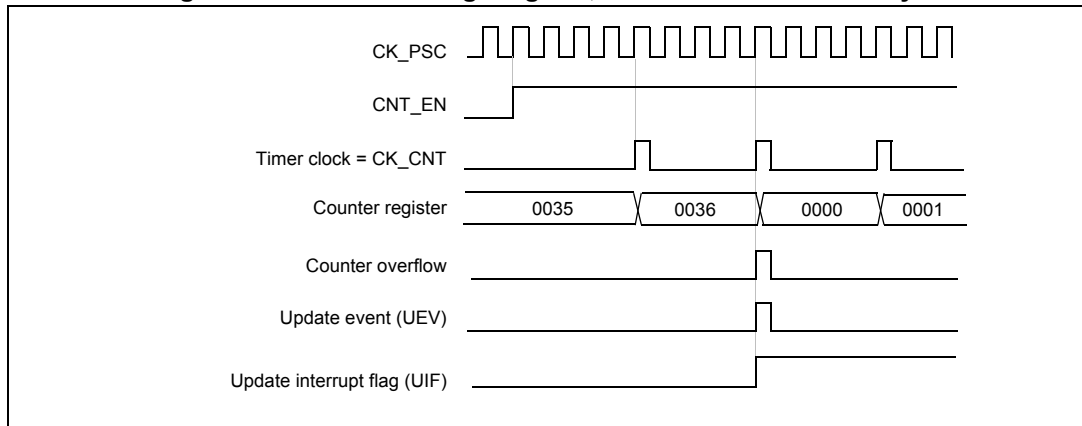 CK_PSC
CNT_EN
Timer clock = CK_CNT
Counter register 0035 0036 0000 0001
Counter overflow
Update event (UEV)
Update interrupt flag (UIF)